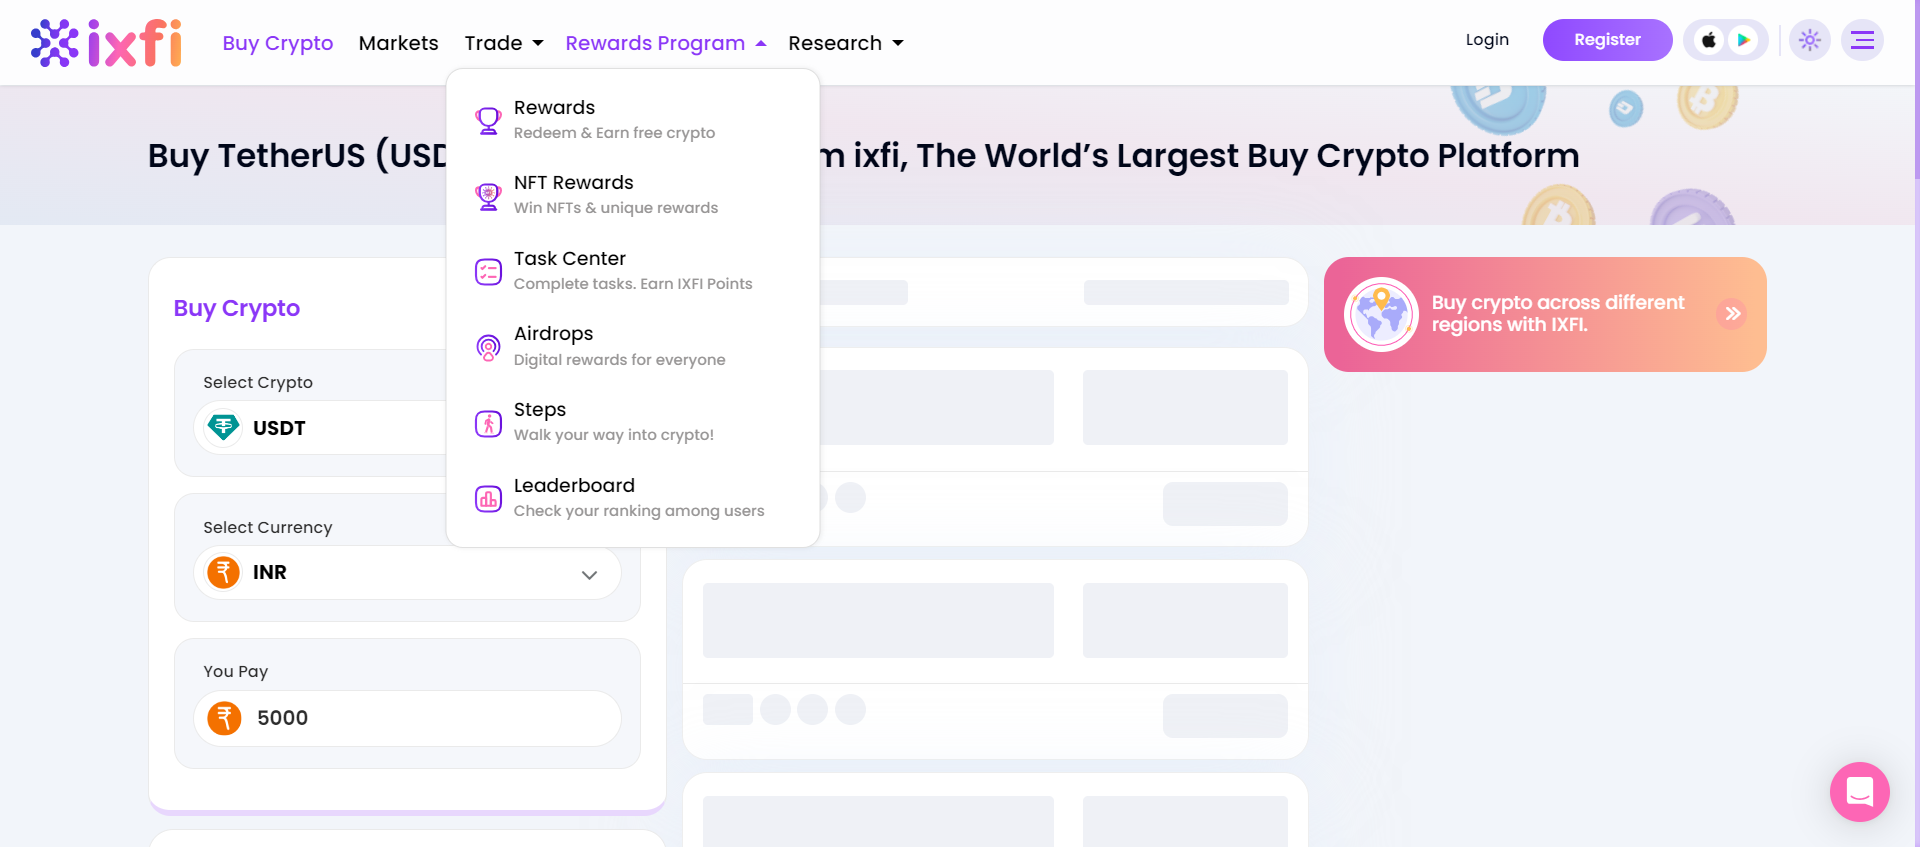 ixfi
Buy Crypto Markets Trade Rewards Program Research
Login Register
Rewards
Redeem & Earn free crypto
NFT Rewards
Win NFTs & unique rewards
Task Center
Complete tasks. Earn IXFI Points
Airdrops
Digital rewards for everyone
Steps
Walk your way into crypto!
Leaderboard
Check your ranking among users
Buy TetherUS ixfi, The World’s Largest Buy Crypto Platform
Buy Crypto
Select Crypto
USDT
Select Currency
INR
You Pay
5000
Buy crypto across different
regions with IXFI.